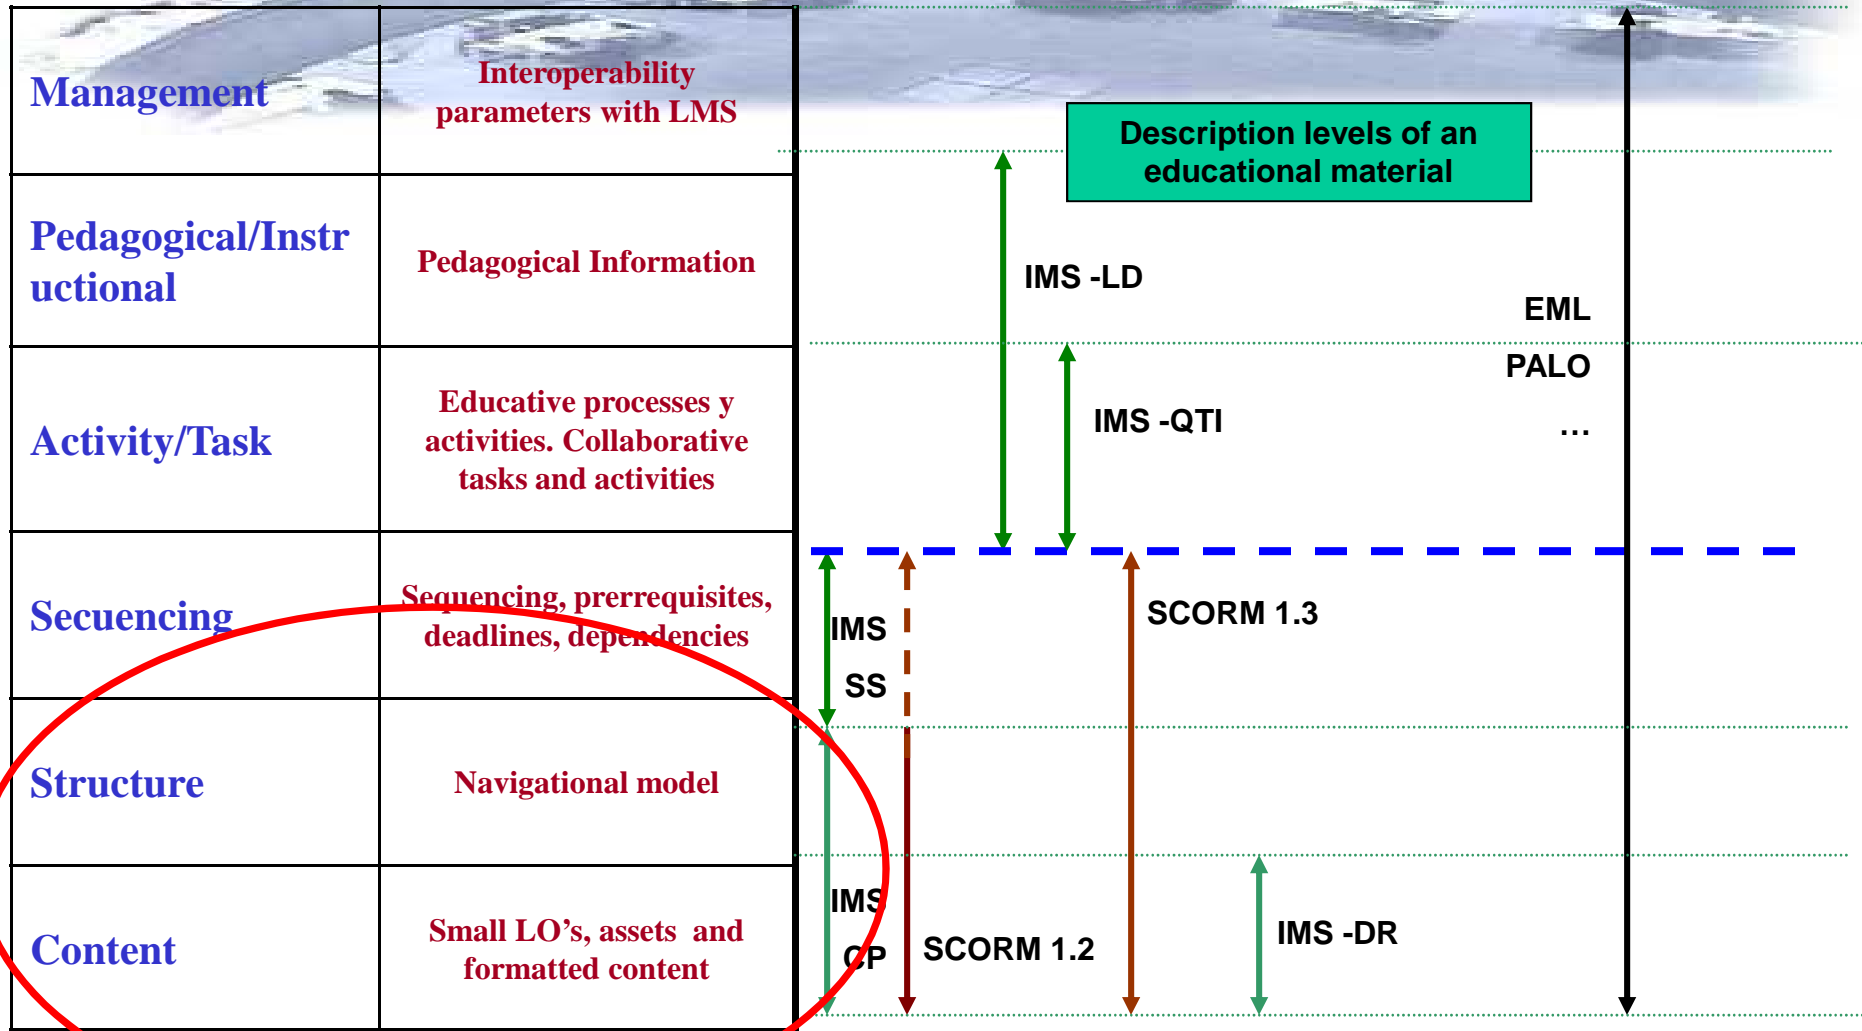 Management
Interoperability
parameters with LMS
Description levels of an
educational material
Pedagogical/Instr
uctional
Pedagogical Information
IMS -LD
EML
PALO
...
Activity/Task
Educative processes y
activities. Collaborative
tasks and activities
IMS -QTI
Secuencing
Sequencing, prerrequisites,
deadlines, dependencies
IMS
SS
SCORM 1.3
Structure
Navigational model
Content
Small LO's, assets and
formatted content
IMS
CP
SCORM 1.2
IMS -DR